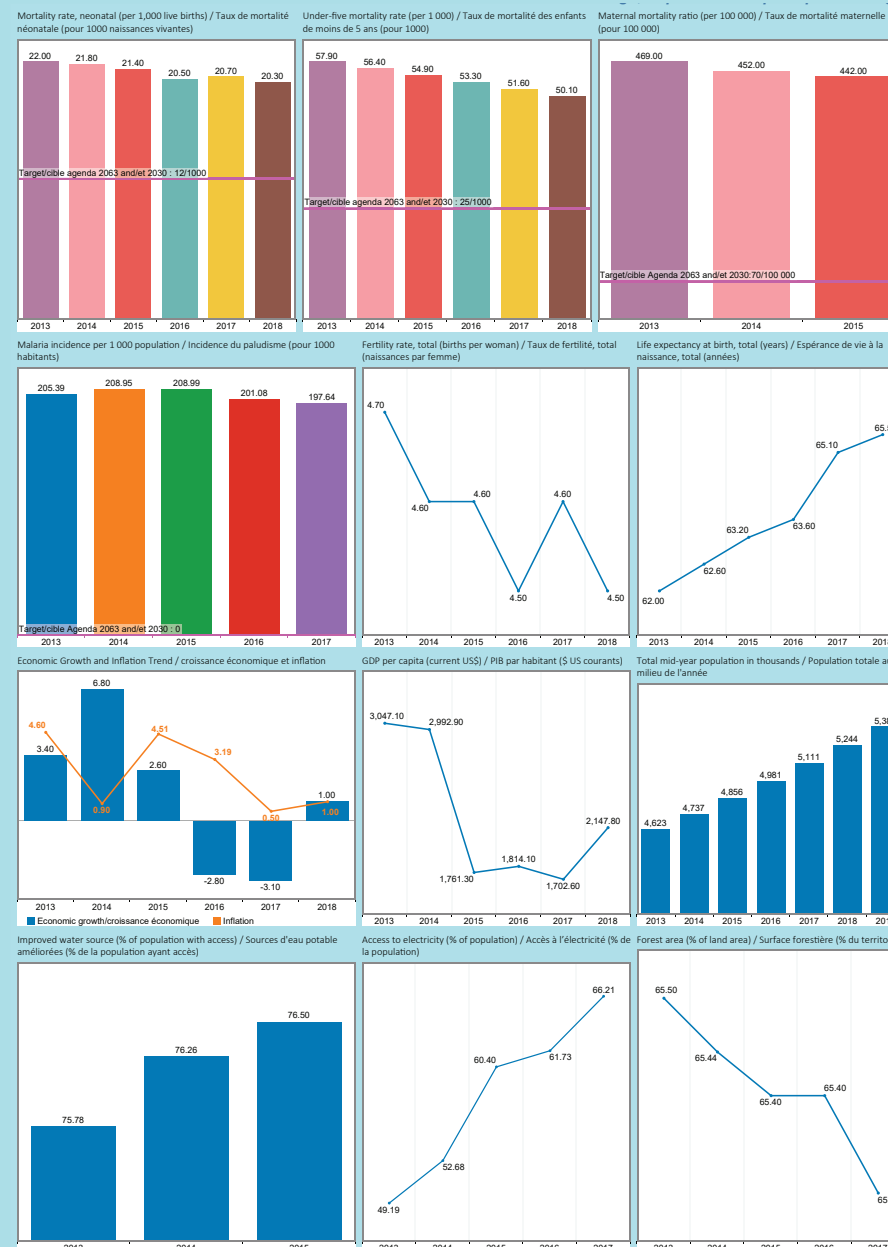 Mortality rate, neonatal (per 1,000 live births) / Taux de mortalité
néonatale (pour 1000 naissances vivantes)
22.00
21.80
21.40
20.50
20.70
20.30
Target/cible agenda 2063 and/et 2030 : 12/1000
2013 2014 2015 2016 2017 2018
Under-five mortality rate (per 1 000) / Taux de mortalité des enfants
de moins de 5 ans (pour 1000)
57.90
56.40
54.90
53.30
51.60
50.10
Target/cible agenda 2063 and/et 2030 : 25/1000
2013 2014 2015 2016 2017 2018
Maternal mortality ratio (per 100 000) / Taux de mortalité maternelle
(pour 100 000)
469.00
452.00
442.00
Target/cible Agenda 2063 and/et 2030:70/100 000
2013 2014 2015
Malaria incidence per 1 000 population / Incidence du paludisme (pour 1000
habitants)
205.39
208.95
208.99
201.08
197.64
Target/cible Agenda 2063 and/et 2030 : 0
2013 2014 2015 2016 2017
Fertility rate, total (births per woman) / Taux de fertilité, total
(naissances par femme)
4.70
4.60
4.60
4.50
4.60
4.50
2013 2014 2015 2016 2017 2018
Life expectancy at birth, total (years) / Espérance de vie à la
naissance, total (années)
62.00
62.60
63.20
63.60
65.10
2013 2014 2015 2016 2017
Economic Growth and Inflation Trend / croissance économique et inflation
4.60
3.40
6.80
0.90
4.51
2.60
3.19
-2.80
0.50
-3.10
1.00
1.00
2013 2014 2015 2016 2017 2018
Economic growth/croissance économique Inflation
GDP per capita (current US$) / PIB par habitant ($ US courants)
3,047.10
2,992.90
1,761.30
1,814.10
1,702.60
2,147.80
2013 2014 2015 2016 2017 2018
Total mid-year population in thousands / Population totale au
milieu de l'année
4,623
4,737
4,856
4,981
5,111
5,244
2013 2014 2015 2016 2017 2018
Improved water source (% of population with access) / Sources d'eau potable
améliorées (% de la population ayant accès)
75.78
76.26
76.50
Access to electricity (% of population) / Accès à l'électricité (% de
la population)
49.19
52.68
60.40
61.73
66.21
Forest area (% of land area) / Surface forestière (% du
65.50
65.44
65.40
65.40